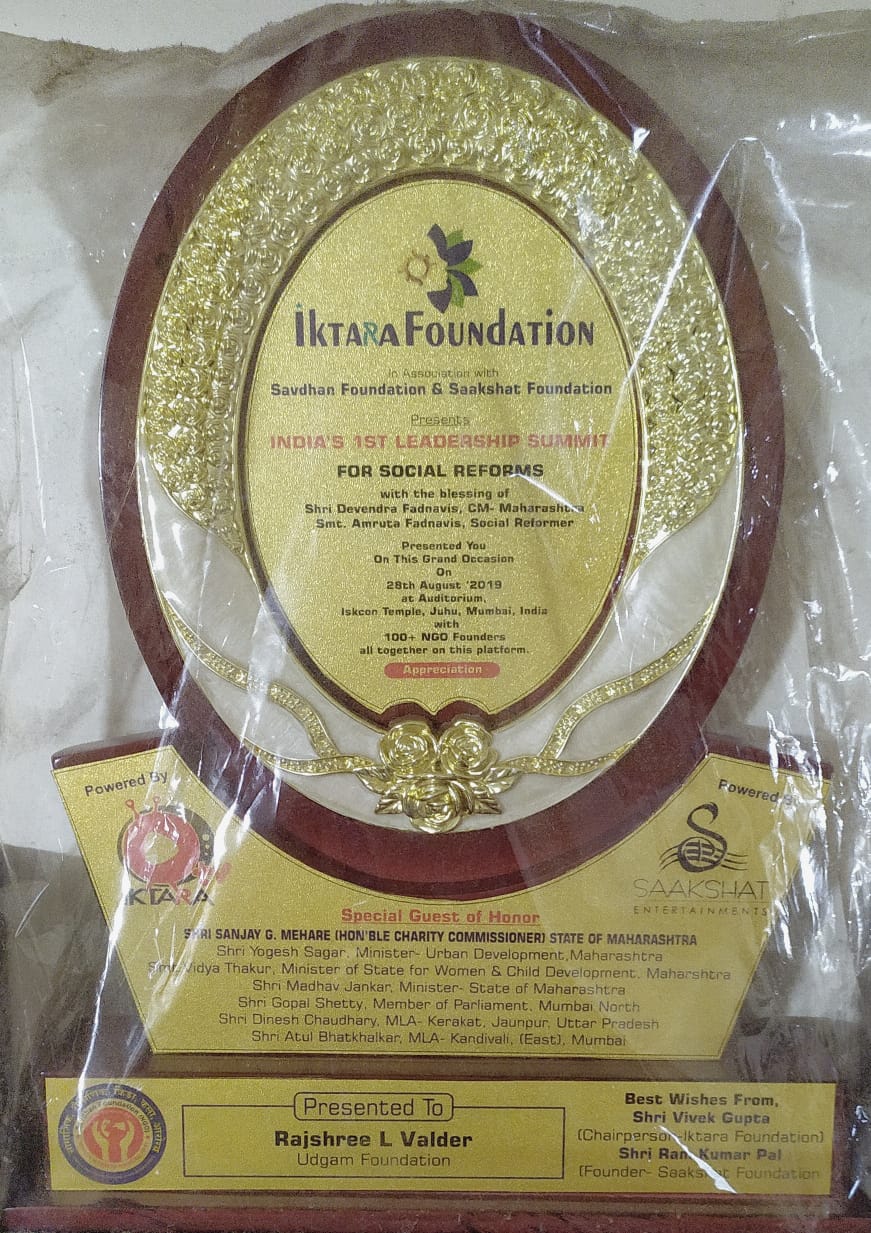 İKTARA FOUNDATION
In Association with
Savdhan Foundation & Saakshat Foundation
Presents
INDIA'S 1ST LEADERSHIP SUMMIT
FOR SOCIAL REFORMS
with the blessing of
Shri Devendra Fadnavis, CM- Maharashtra
Smt. Amruta Fadnavis, Social Reformer
Presented You
On This Grand Occasion
On
28th August '2019
at Auditorium,
Iskcon Temple, Juhu, Mumbai, India
with
100+ NGO Founders
all together on this platform.
Appreciation
Powered By
IKTARA
Powered B
SAAKSHAT
ENTERTAINMENTS
Special Guest of Honor
SHRI SANJAY G. MEHARE (HON'BLE CHARITY COMMISSIONER) STATE OF MAHARASHTRA
Shri Yogesh Sagar, Minister- Urban Development,Maharashtra
Smt. Vidya Thakur, Minister of State for Women & Child Development, Maharshtra
Shri Madhav Jankar, Minister- State of Maharashtra
Shri Gopal Shetty, Member of Parliament, Mumbai North
Shri Dinesh Chaudhary, MLA- Kerakat, Jaunpur, Uttar Pradesh
Shri Atul Bhatkhalkar, MLA- Kandivali, (East), Mumbai
Presented To
Rajshree L Valder
Udgam Foundation
Best Wishes From,
Shri Vivek Gupta
(Chairperson-Iktara Foundation)
Shri Ram Kumar Pal
(Founder- Saakshat Foundation